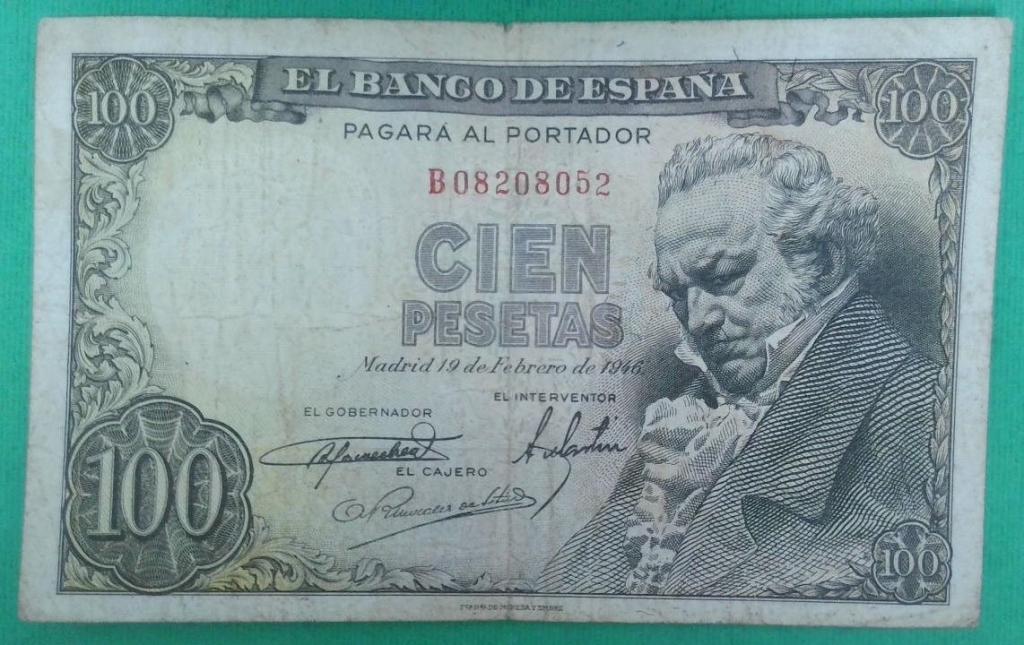 100
EL BANCO DE ESPAÑA
100
PAGARÁ AL PORTADOR
B08208052
CIEN
PESETAS
Madrid 19 de Febrero de 1946
EL GOBERNADOR
EL INTERVENTOR
EL CAJERO
100
100